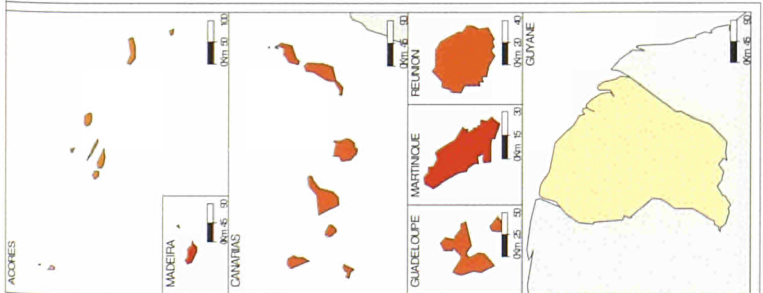 ACORES
0Km 50 100
MADEIRA
0Km 45 90
CANARIAS
0Km 45 90
GUADELOUPE
0Km 25 50
MARTINIQUE
0Km 15 30
REUNION
0Km 20 40
GUYANE
0Km 45 90